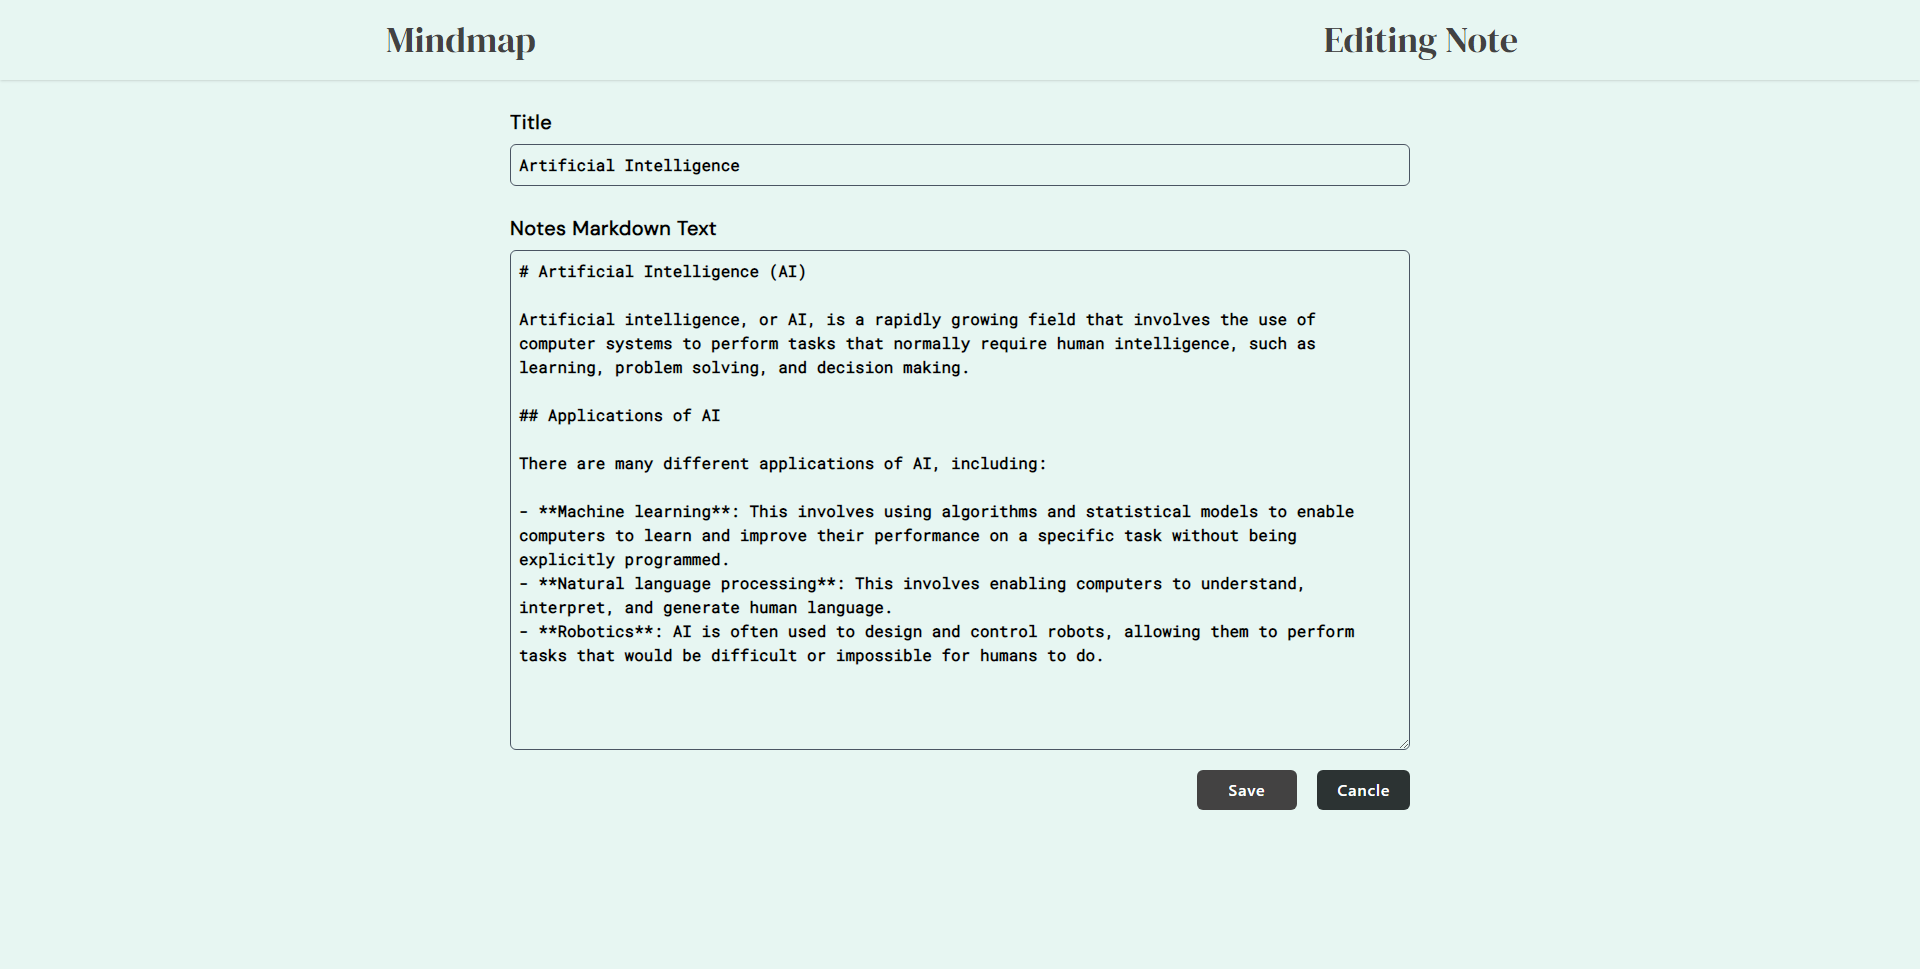 Mindmap
Editing Note
Title
Artificial Intelligence
Notes Markdown Text
# Artificial Intelligence (AI)
Artificial intelligence, or AI, is a rapidly growing field that involves the use of
computer systems to perform tasks that normally require human intelligence, such as
learning, problem solving, and decision making.
## Applications of AI
There are many different applications of AI, including:
- **Machine learning**: This involves using algorithms and statistical models to enable
computers to learn and improve their performance on a specific task without being
explicitly programmed.
- **Natural language processing**: This involves enabling computers to understand,
interpret, and generate human language.
- **Robotics**: AI is often used to design and control robots, allowing them to perform
tasks that would be difficult or impossible for humans to do.
Save
Cancle